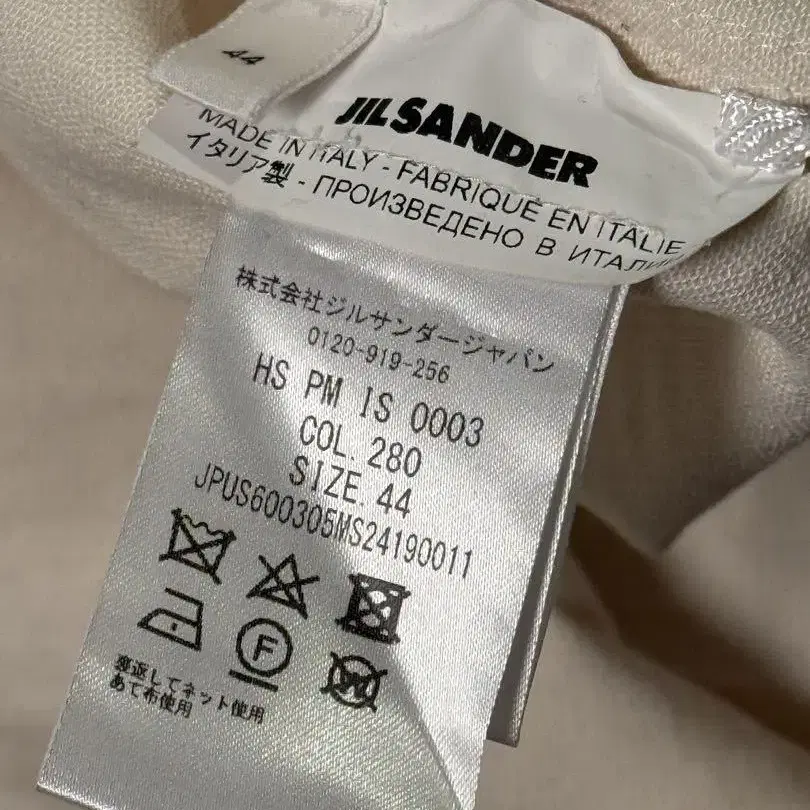 44
JIL SANDER
MADE IN ITALY - FABRIQUÉ EN ITALIE
イタリア製 - ПРОИЗВЕДЕНО В ИТАЛИИ
株式会社ジルサンダージャパン
0120-919-256
HS PM IS 0003
COL. 280
SIZE. 44
JPUS600305MS24190011
F
W
裏返してネット使用
あて布使用